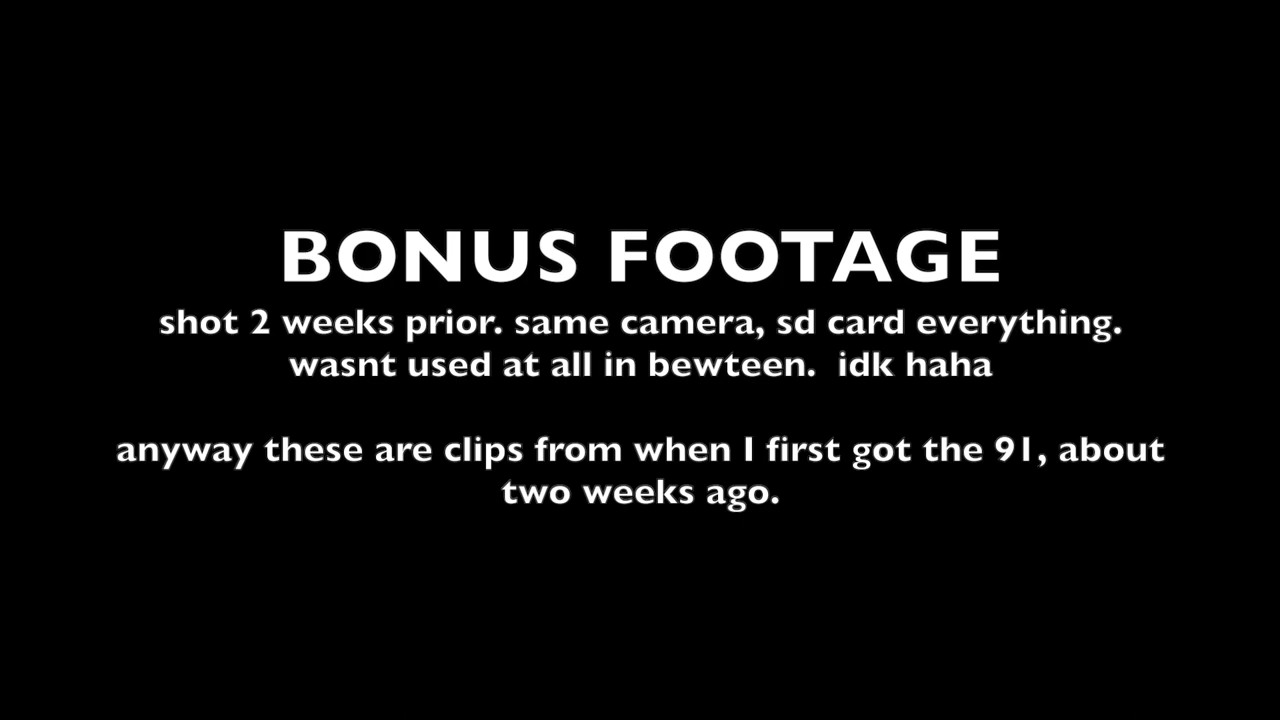 BONUS FOOTAGE
shot 2 weeks prior. same camera, sd card everything.
wasnt used at all in bewteen.  idk haha
anyway these are clips from when I first got the 91, about
two weeks ago.